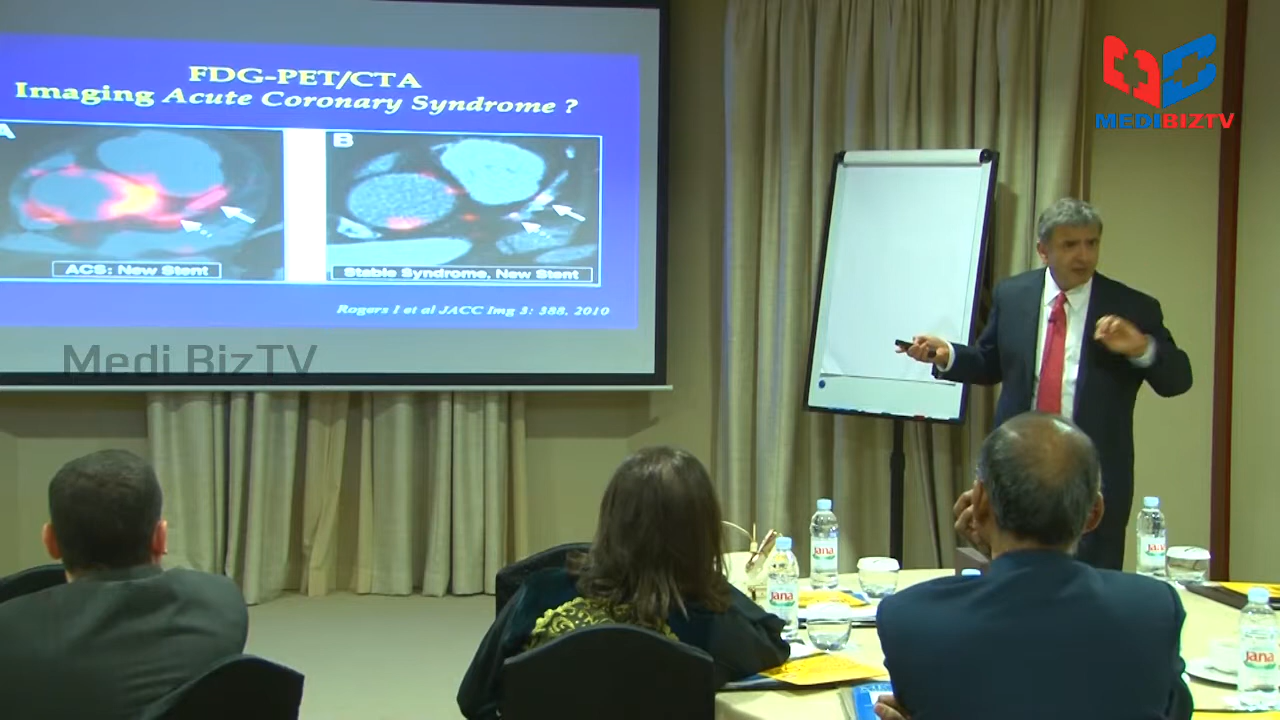 FDG-PET/CTA
Imaging Acute Coronary Syndrome ?
A
B
ACS: New Stent
Stable Syndrome, New Stent
Rogers I et al JACC Img 3: 388, 2010
MEDIBIZTV
Medi BizTV
Jana
Jana
Jana
Jana